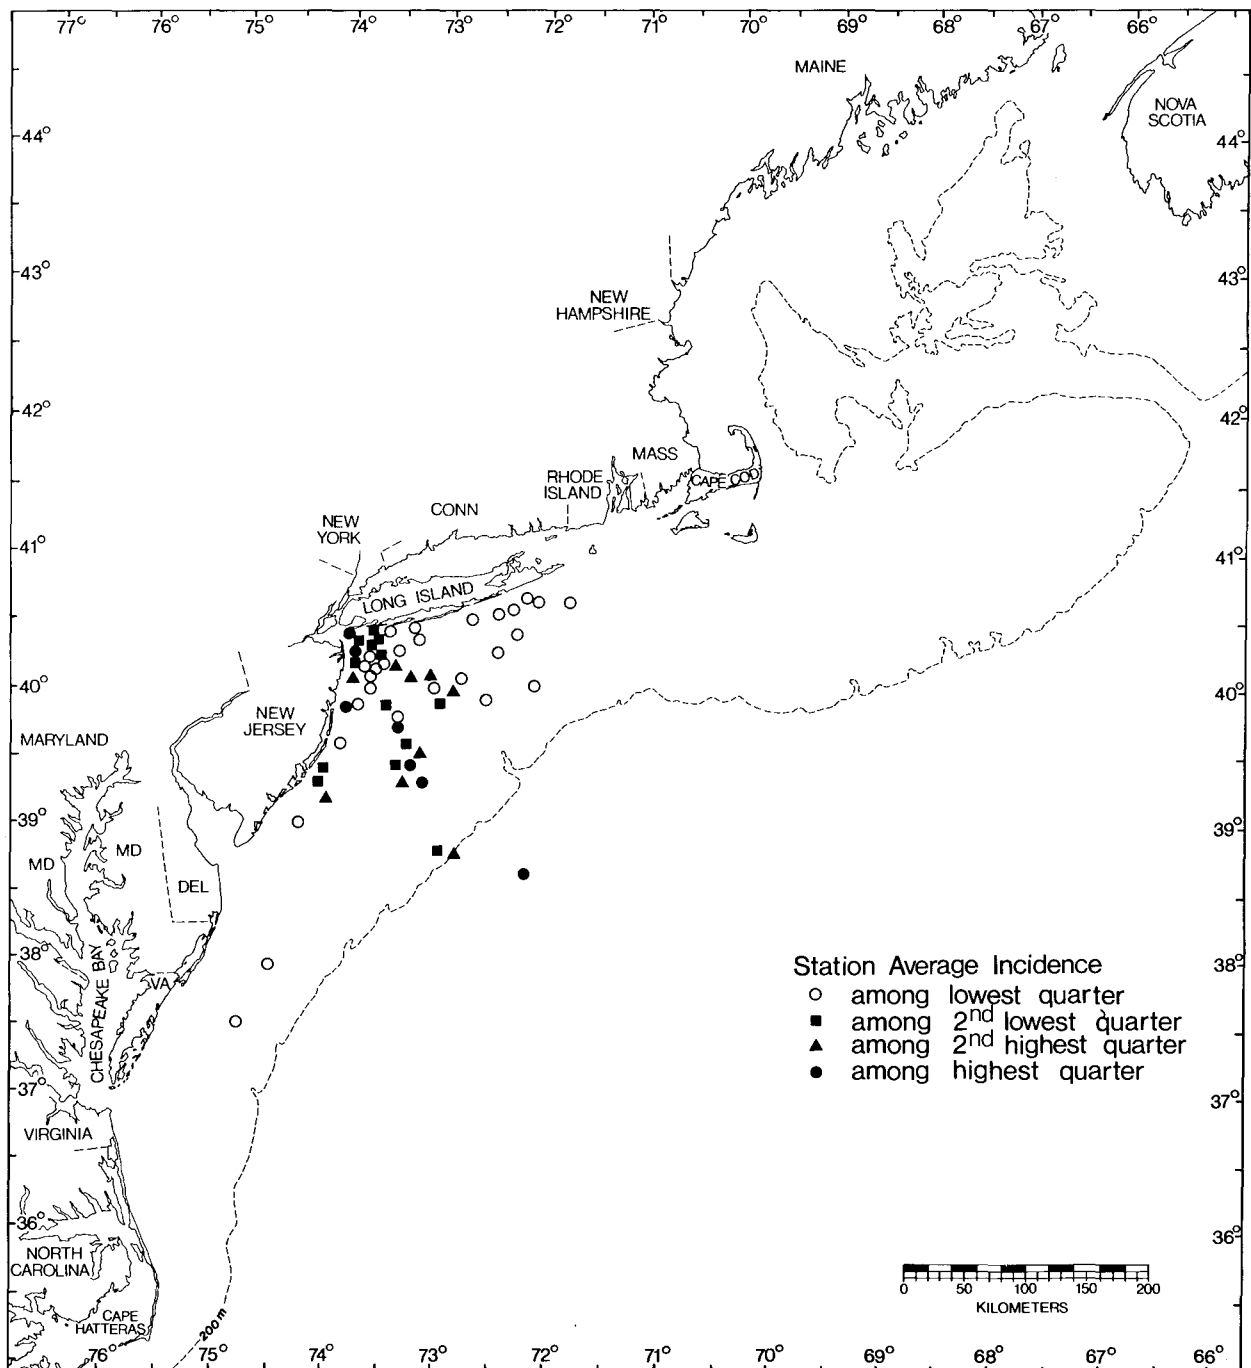 77° 76° 75° 74° 73° 72° 71° 70° 69° 68° 67° 66°
MAINE
NOVA
SCOTIA
44° 44°
43° 43°
NEW
HAMPSHIRE
42° 42°
MASS
RHODE
ISLAND
CAPE COD
CONN
NEW
YORK
41° 41°
LONG ISLAND
40° 40°
NEW
JERSEY
MARYLAND
39° 39°
MD
MD
DEL
38° 38°
CHESAPEAKE BAY
VA
Station Average Incidence
among lowest quarter
among 2nd lowest quarter
among 2nd highest quarter
among highest quarter
37° 37°
VIRGINIA
36° 36°
NORTH
CAROLINA
CAPE
HATTERAS
200 m
0 50 100 150 200
KILOMETERS
76° 75° 74° 73° 72° 71° 70° 69° 68° 67° 66°